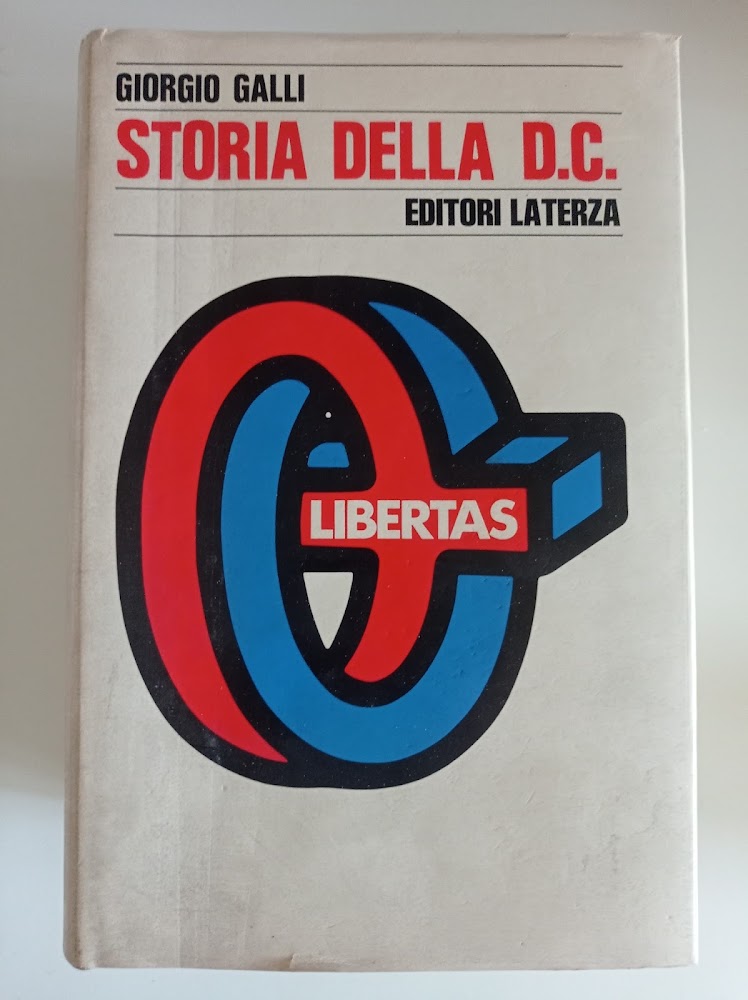 GIORGIO GALLI
STORIA DELLA D.C.
EDITORI LATERZA
LIBERTAS